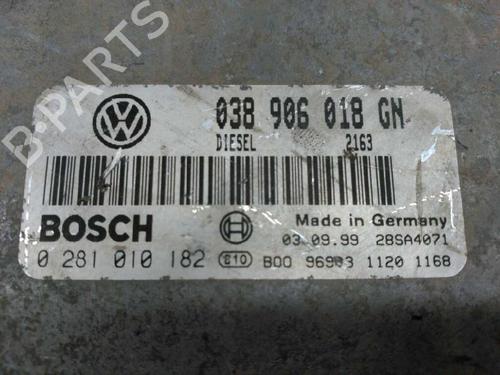 B-PARTS
038 906 018 GN
DIESEL 2163
BOSCH
Made in Germany
03.09.99 28SA4071
0 281 010 182 e10 B00 96903 1120 1168